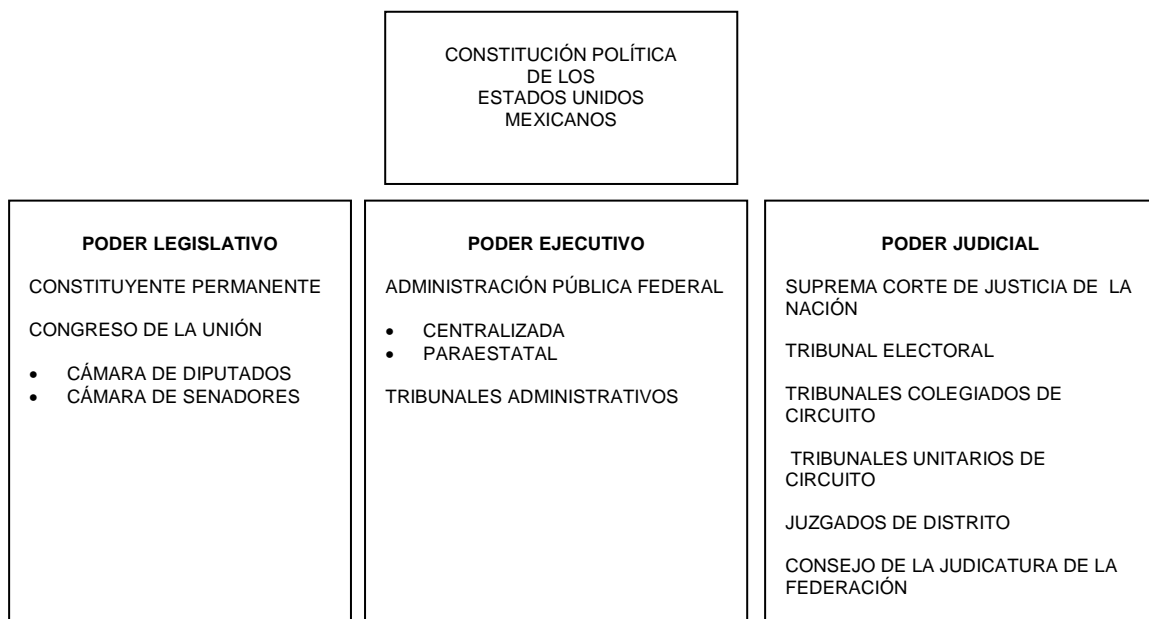 CONSTITUCIÓN POLÍTICA
DE LOS
ESTADOS UNIDOS
MEXICANOS
PODER LEGISLATIVO
CONSTITUYENTE PERMANENTE
CONGRESO DE LA UNIÓN
• CÁMARA DE DIPUTADOS
• CÁMARA DE SENADORES
PODER EJECUTIVO
ADMINISTRACIÓN PÚBLICA FEDERAL
• CENTRALIZADA
• PARAESTATAL
TRIBUNALES ADMINISTRATIVOS
PODER JUDICIAL
SUPREMA CORTE DE JUSTICIA DE LA
NACIÓN
TRIBUNAL ELECTORAL
TRIBUNALES COLEGIADOS DE
CIRCUITO
TRIBUNALES UNITARIOS DE
CIRCUITO
JUZGADOS DE DISTRITO
CONSEJO DE LA JUDICATURA DE LA
FEDERACIÓN